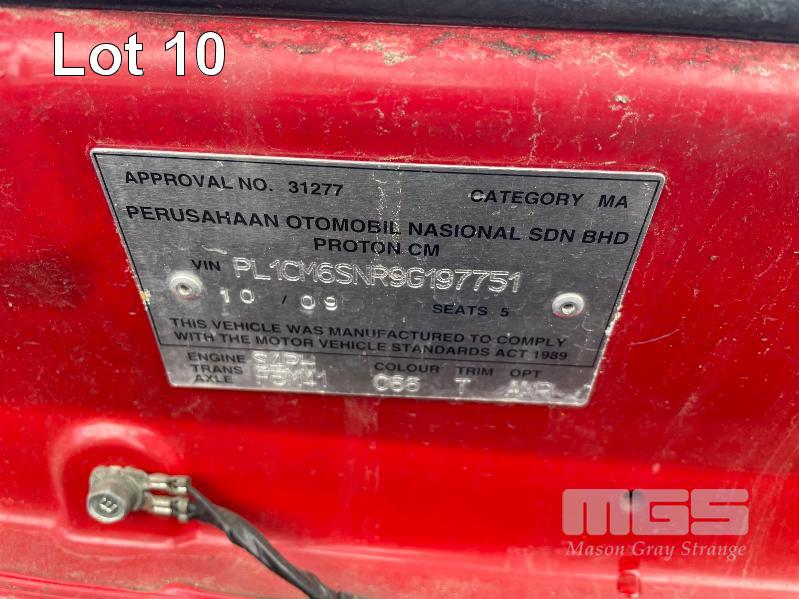 Lot 10
APPROVAL NO. 31277 CATEGORY MA
PERUSAHAAN OTOMOBIL NASIONAL SDN BHD
PROTON CM
VIN PL1CM6SNR9G197751
10 / 09 SEATS 5
THIS VEHICLE WAS MANUFACTURED TO COMPLY
WITH THE MOTOR VEHICLE STANDARDS ACT 1989
ENGINE S4PH COLOUR TRIM OPT
TRANS
AXLE C66 T
MGS
Mason Gray Strange